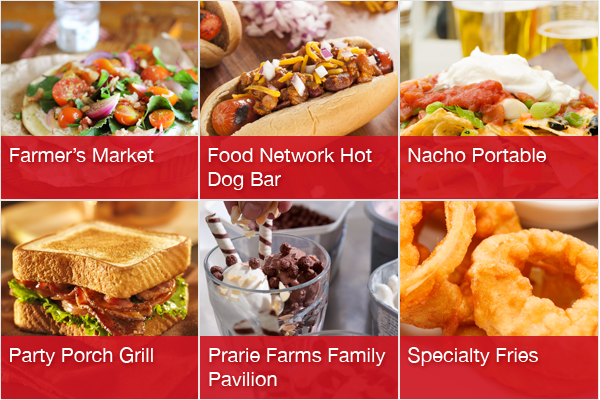 Farmer's Market
Food Network Hot
Dog Bar
Nacho Portable
Party Porch Grill
Prarie Farms Family
Pavilion
Specialty Fries